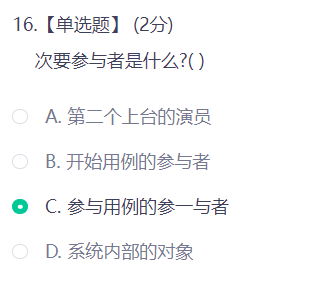 16.【单选题】 (2分)
次要参与者是什么?( )
A. 第二个上台的演员
B. 开始用例的参与者
C. 参与用例的参一与者
D. 系统内部的对象